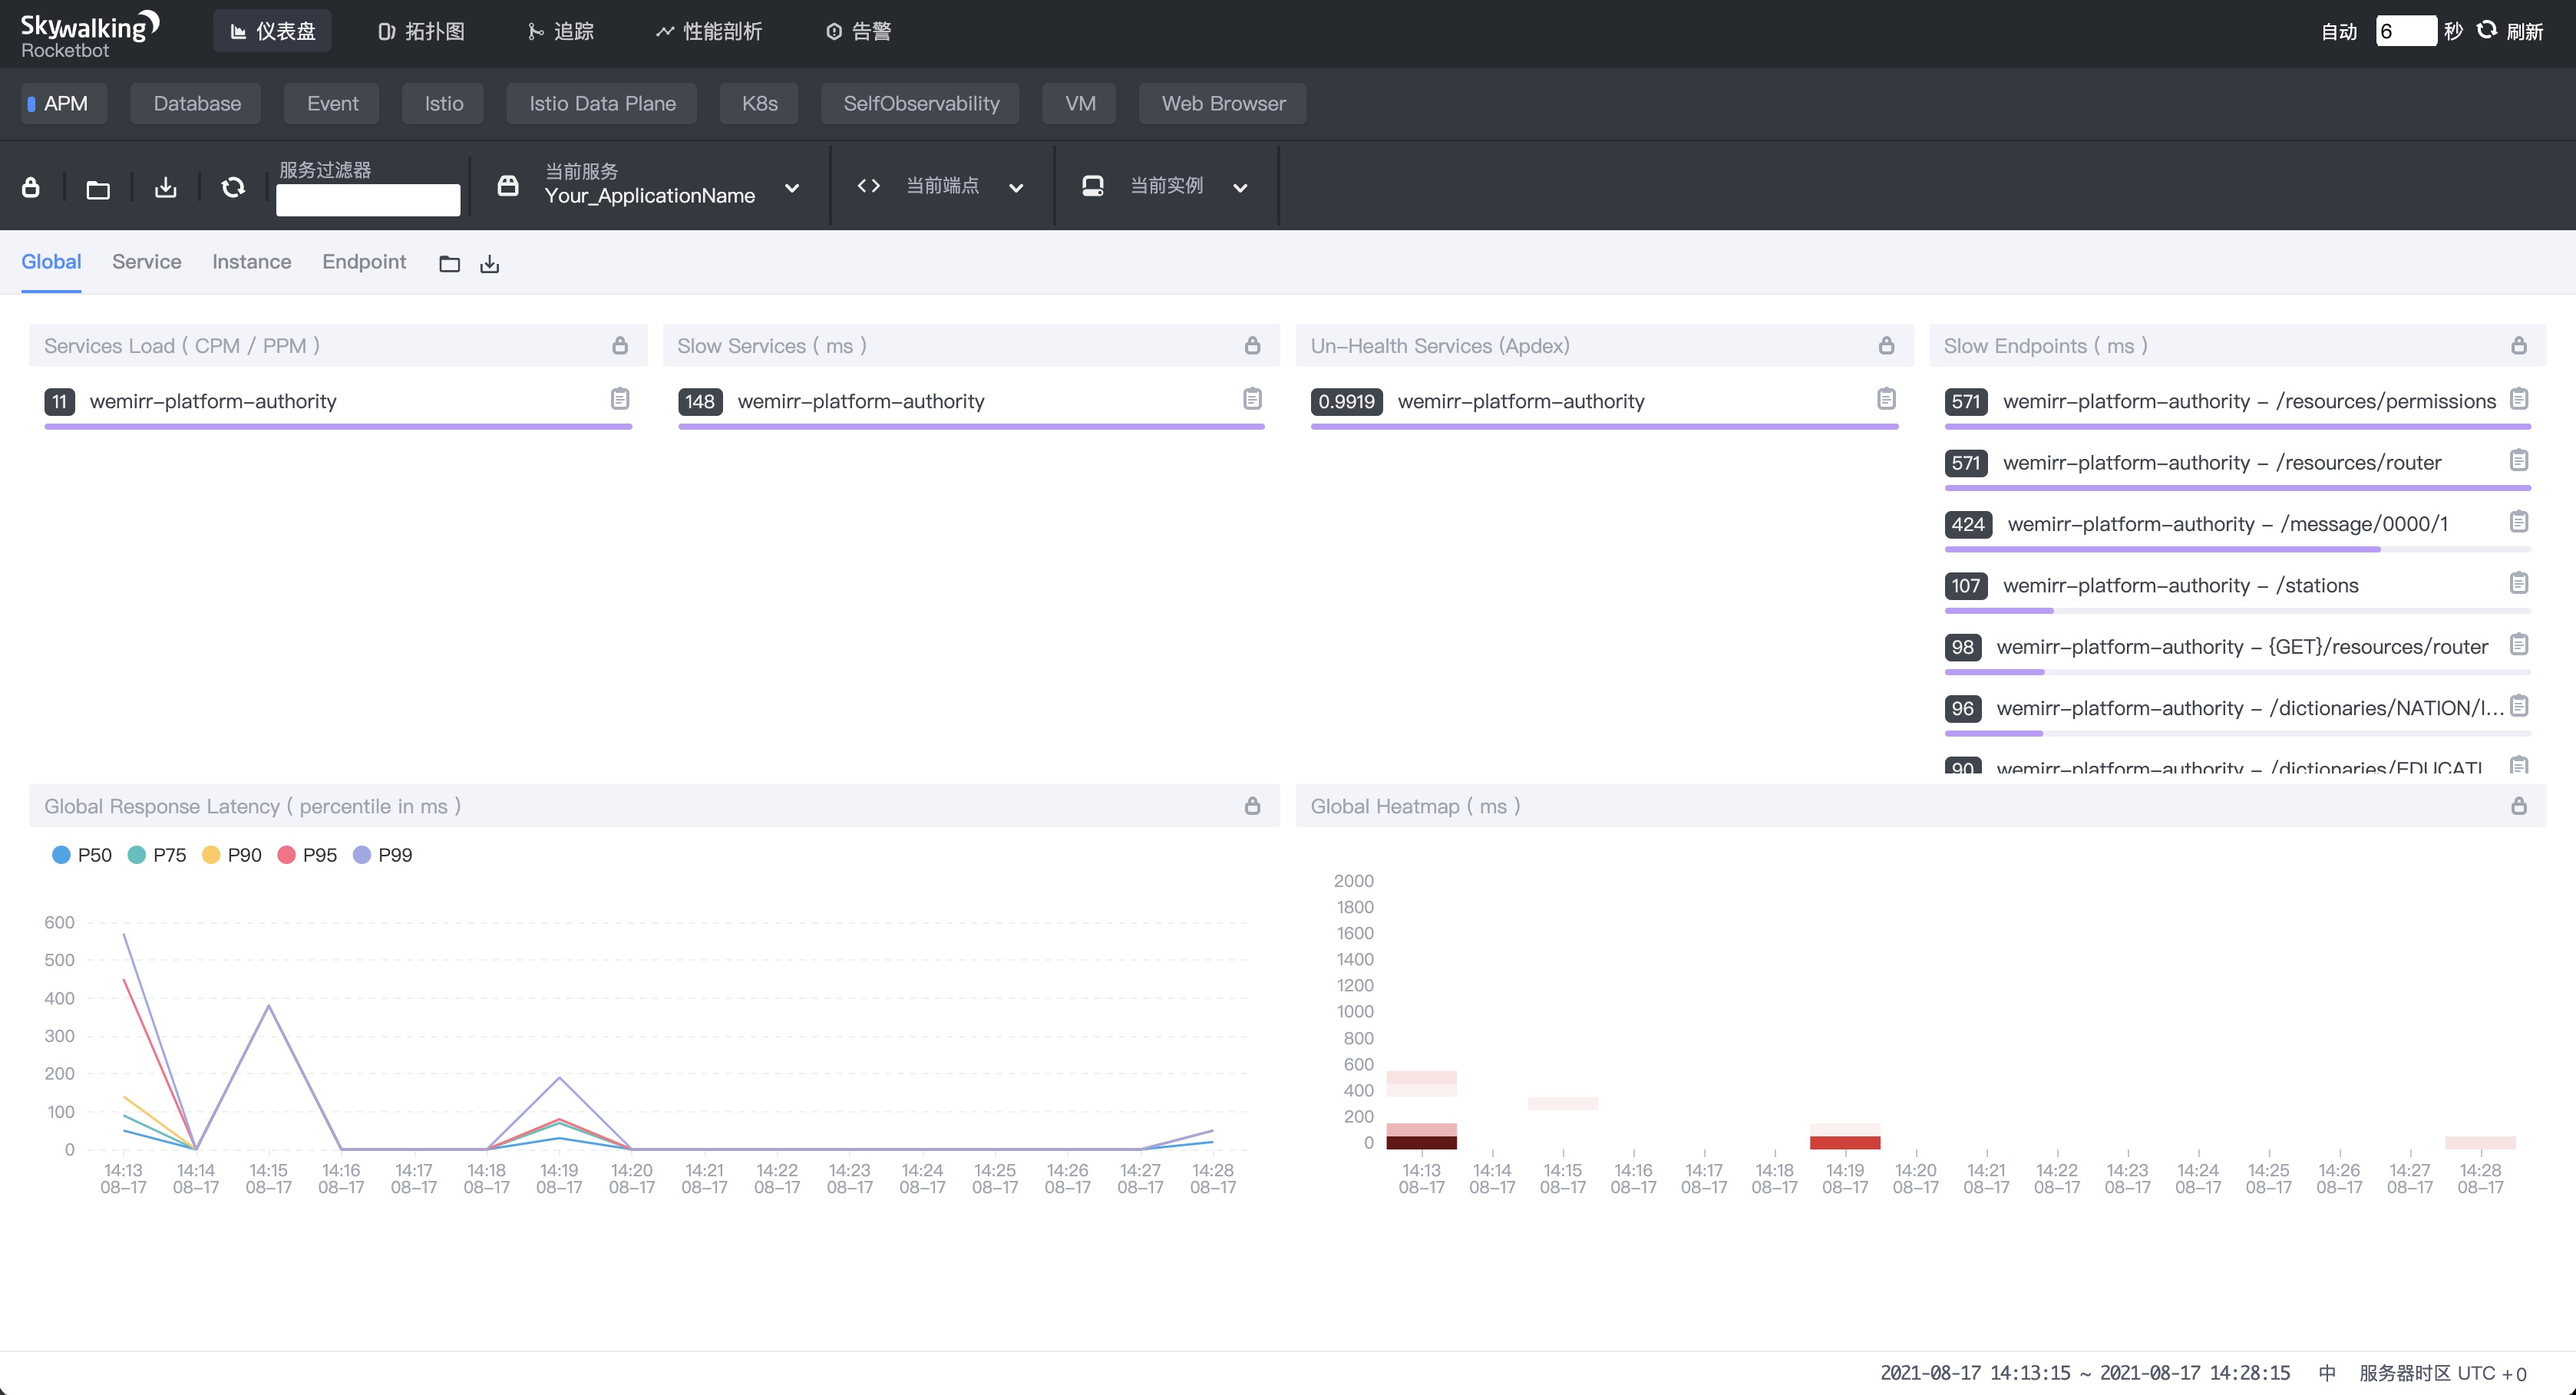 Skywalking
Rocketbot
仪表盘
拓扑图
追踪
性能剖析
告警
自动 6 秒 刷新
APM
Database
Event
Istio
Istio Data Plane
K8s
SelfObservability
VM
Web Browser
服务过滤器
当前服务
Your_ApplicationName
当前端点
当前实例
Global
Service
Instance
Endpoint
Services Load ( CPM / PPM )
11 wemirr-platform-authority
Slow Services ( ms )
148 wemirr-platform-authority
Un-Health Services (Apdex)
0.9919 wemirr-platform-authority
Slow Endpoints ( ms )
571 wemirr-platform-authority - /resources/permissions
571 wemirr-platform-authority - /resources/router
424 wemirr-platform-authority - /message/0000/1
107 wemirr-platform-authority - /stations
98 wemirr-platform-authority - {GET}/resources/router
96 wemirr-platform-authority - /dictionaries/NATION/l...
90 wemirr-platform-authority - /dictionaries/EDUCATI
Global Response Latency ( percentile in ms )
P50 P75 P90 P95 P99
600
500
400
300
200
100
0
14:13 14:14 14:15 14:16 14:17 14:18 14:19 14:20 14:21 14:22 14:23 14:24 14:25 14:26 14:27 14:28
08-17 08-17 08-17 08-17 08-17 08-17 08-17 08-17 08-17 08-17 08-17 08-17 08-17 08-17 08-17 08-17
Global Heatmap ( ms )
2000
1800
1600
1400
1200
1000
800
600
400
200
0
14:13 14:14 14:15 14:16 14:17 14:18 14:19 14:20 14:21 14:22 14:23 14:24 14:25 14:26 14:27 14:28
08-17 08-17 08-17 08-17 08-17 08-17 08-17 08-17 08-17 08-17 08-17 08-17 08-17 08-17 08-17 08-17
2021-08-17 14:13:15 ~ 2021-08-17 14:28:15 中 服务器时区 UTC +0